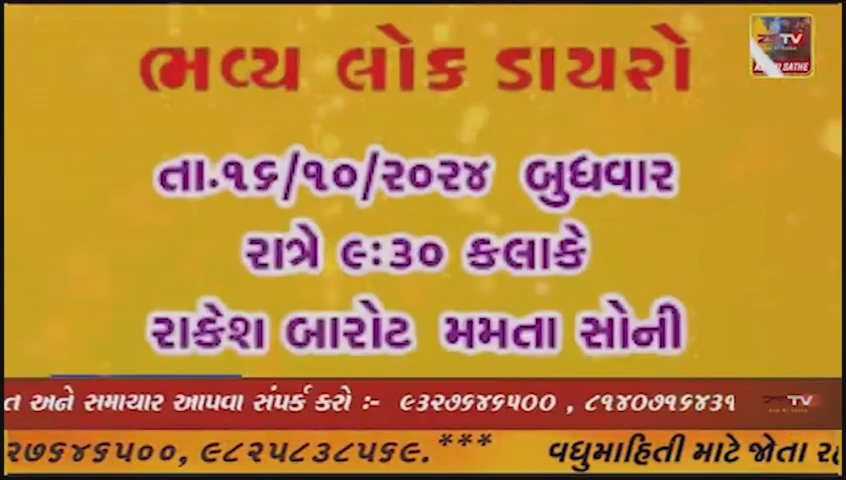 ભવ્ય લોક ડાયરો
તા.૧૬/૧૦/૨૦૨૪ બુધવાર
રાત્રે ૯:૩૦ કલાકે
રાકેશ બારોટ મમતા સોની
ત અને સમાચાર આપવા સંપર્ક કરો :- ૯૩૨૭૬૪૬૫૦૦ , ૮૧૪૦૭૧૬૪૩૧
૨૭૬૪૬૫૦૦, ૯૮૨૫૮૩૮૫૬૯.*** વધુમાહિતી માટે જોતા